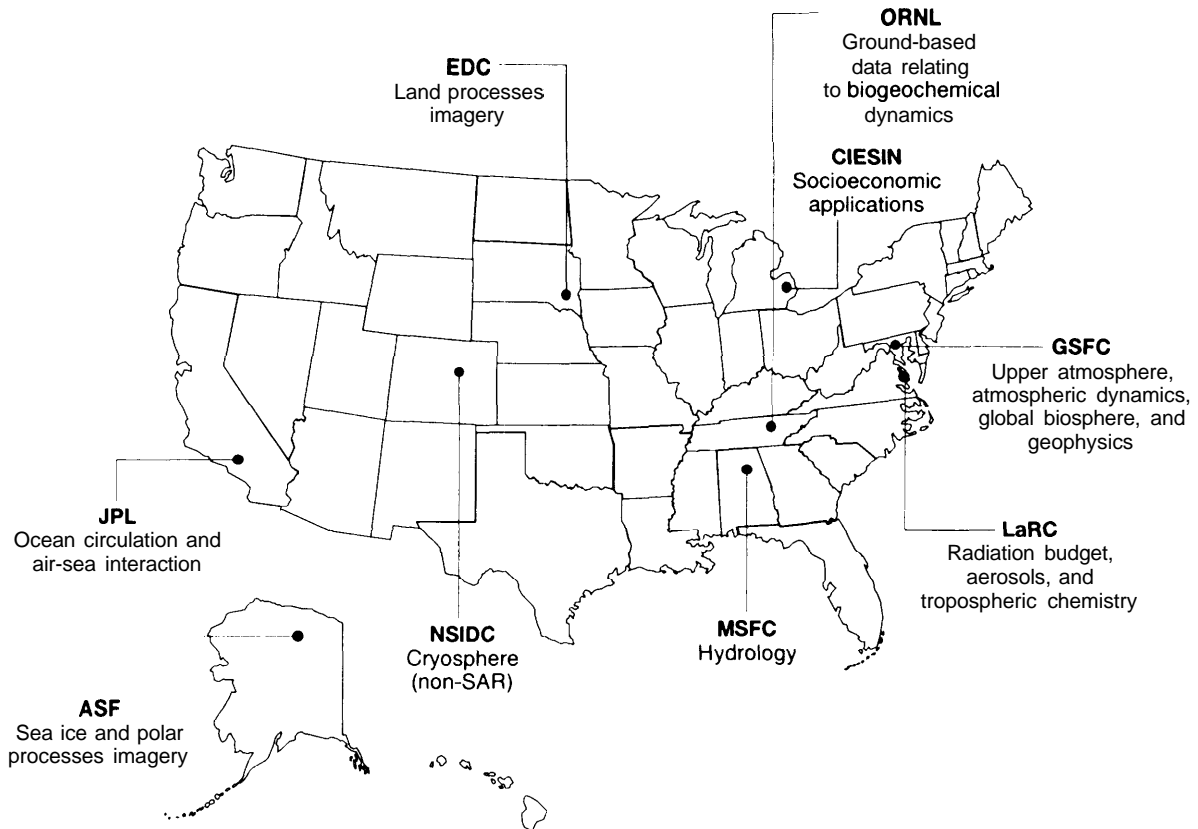 ORNL
Ground-based
data relating
to biogeochemical
dynamics
EDC
Land processes
imagery
CIESIN
Socioeconomic
applications
GSFC
Upper atmosphere,
atmospheric dynamics,
global biosphere, and
geophysics
JPL
Ocean circulation and
air-sea interaction
LaRC
Radiation budget,
aerosols, and
tropospheric chemistry
NSIDC
Cryosphere
(non-SAR)
MSFC
Hydrology
ASF
Sea ice and polar
processes imagery